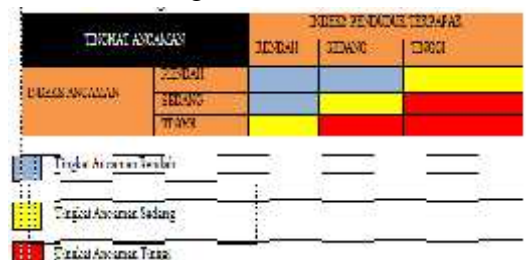 INDEKS PENDUDUK TERPAPAR
TINGKAT ANCAMAN
RENDAH SEDANG TINGGI
INDEKS ANCAMAN
RENDAH
SEDANG
TINGGI
Tingkat Ancaman Rendah
Tingkat Ancaman Sedang
Tingkat Ancaman Tinggi